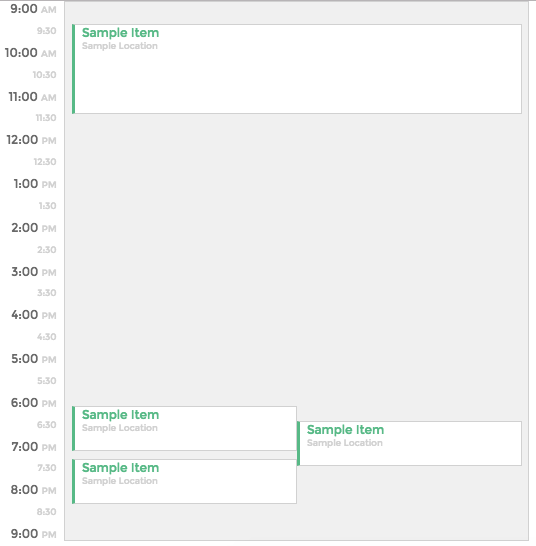 9:00 AM
9:30
Sample Item
Sample Location
10:00 AM
10:30
11:00 AM
11:30
12:00 PM
12:30
1:00 PM
1:30
2:00 PM
2:30
3:00 PM
3:30
4:00 PM
4:30
5:00 PM
5:30
6:00 PM
Sample Item
Sample Location
6:30
Sample Item
Sample Location
7:00 PM
7:30
Sample Item
Sample Location
8:00 PM
8:30
9:00 PM